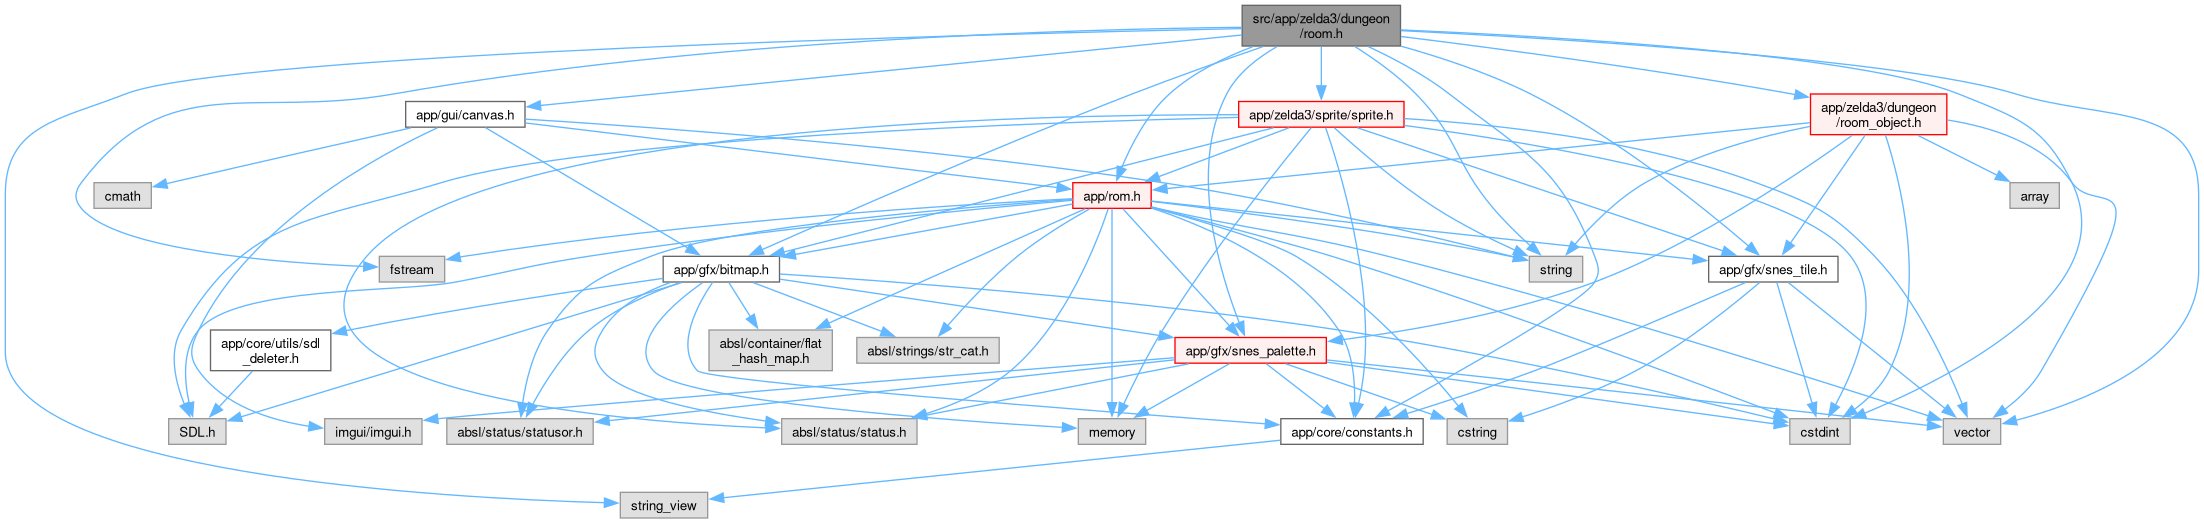 src/app/zelda3/dungeon
/room.h
app/gui/canvas.h
app/zelda3/sprite/sprite.h
app/zelda3/dungeon
/room_object.h
cmath
app/rom.h
array
fstream
app/gfx/bitmap.h
string
app/gfx/snes_tile.h
app/core/utils/sdl
_deleter.h
absl/container/flat
_hash_map.h
absl/strings/str_cat.h
app/gfx/snes_palette.h
SDL.h
imgui/imgui.h
absl/status/statusor.h
absl/status/status.h
memory
app/core/constants.h
cstring
cstdint
vector
string_view